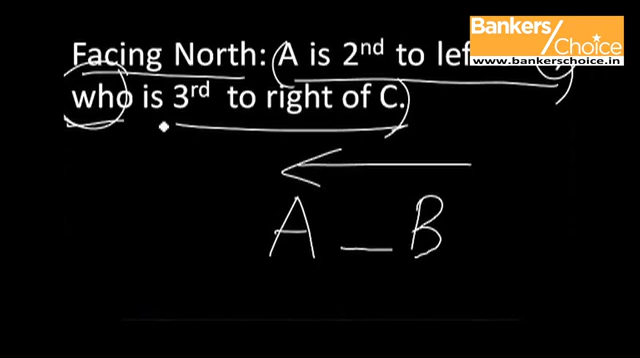 Bankers
Choice
www.bankerschoice.in
Facing North: A is 2nd to lef
who is 3rd to right of C.
A _ B